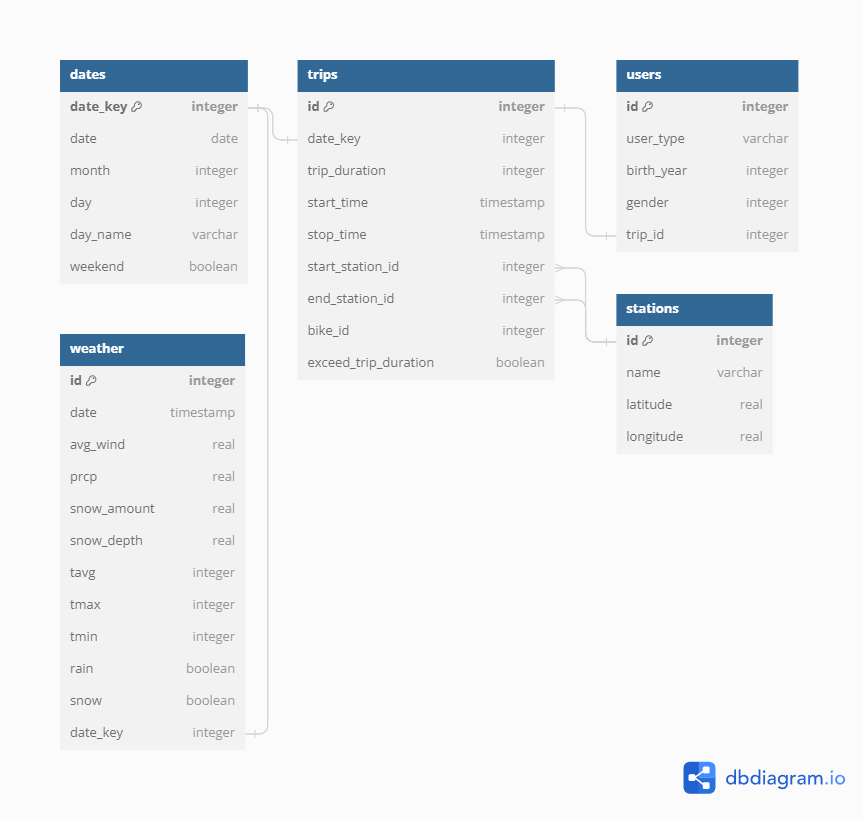 dates
date_key integer
date date
month integer
day integer
day_name varchar
weekend boolean
trips
id integer
date_key integer
trip_duration integer
start_time timestamp
stop_time timestamp
start_station_id integer
end_station_id integer
bike_id integer
exceed_trip_duration boolean
users
id integer
user_type varchar
birth_year integer
gender integer
trip_id integer
stations
id integer
name varchar
latitude real
longitude real
weather
id integer
date timestamp
avg_wind real
prcp real
snow_amount real
snow_depth real
tavg integer
tmax integer
tmin integer
rain boolean
snow boolean
date_key integer
dbdiagram.io